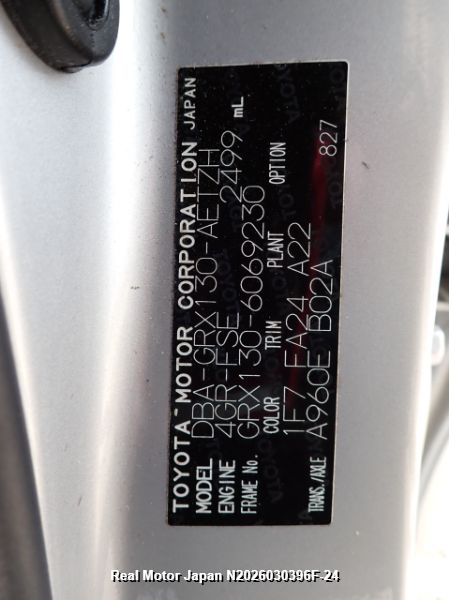 TOYOTA MOTOR CORPORATION JAPAN
MODEL DBA-GRX130-AETZH
ENGINE 4GR-FSE 2499 mL
FRAME No. GRX130-6069230
COLOR TRIM PLANT OPTION
1F7 FA24 A22
TRANS./AXLE A960E B02A 827
Real Motor Japan N2026030396F-24